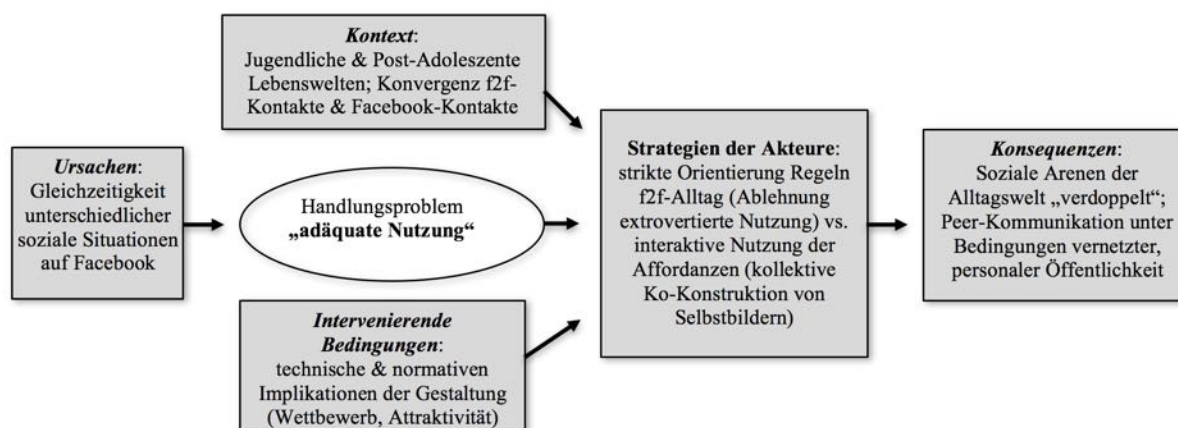 Kontext:
Jugendliche & Post-Adoleszente
Lebenswelten; Konvergenz f2f-
Kontakte & Facebook-Kontakte
Ursachen:
Gleichzeitigkeit
unterschiedlicher
soziale Situationen
auf Facebook
Handlungsproblem
„adäquate Nutzung“
Intervenierende
Bedingungen:
technische & normativen
Implikationen der Gestaltung
(Wettbewerb, Attraktivität)
Strategien der Akteure:
strikte Orientierung Regeln
f2f-Alltag (Ablehnung
extrovertierte Nutzung) vs.
interaktive Nutzung der
Affordanzen (kollektive
Ko-Konstruktion von
Selbstbildern)
Konsequenzen:
Soziale Arenen der
Alltagswelt „verdoppelt“;
Peer-Kommunikation unter
Bedingungen vernetzter,
personaler Öffentlichkeit